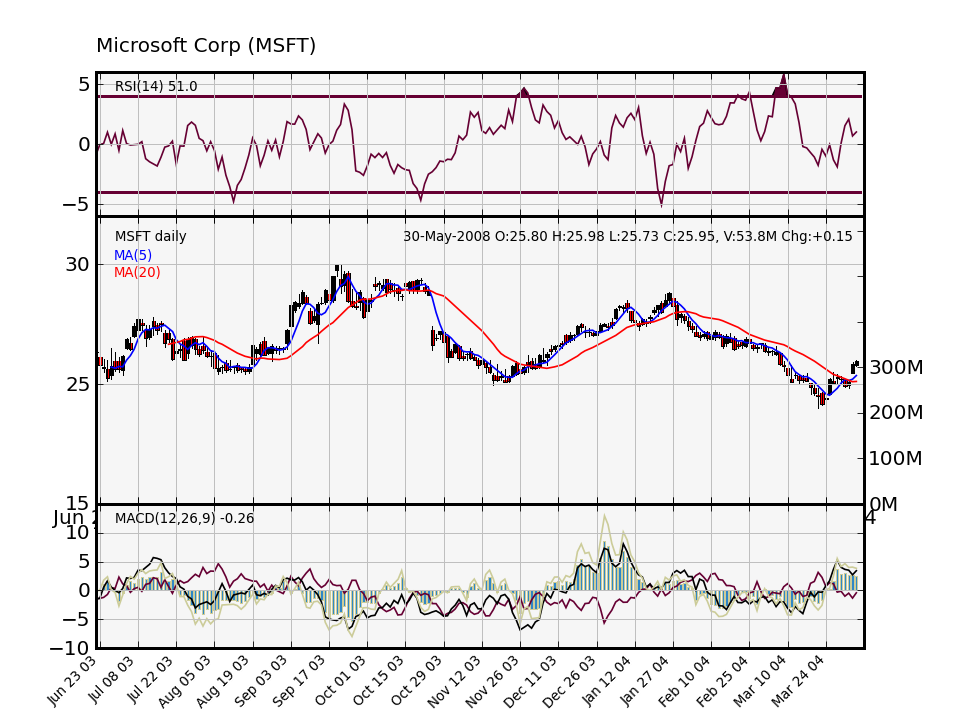 Microsoft Corp (MSFT)
5
RSI(14) 51.0
0
−5
MSFT daily
30-May-2008 O:25.80 H:25.98 L:25.73 C:25.95, V:53.8M Chg:+0.15
MA(5)
MA(20)
30
25
15
300M
200M
100M
0M
Jun
4
MACD(12,26,9) -0.26
10
5
0
−5
−10
Jun 23 03
Jul 08 03
Jul 22 03
Aug 05 03
Aug 19 03
Sep 03 03
Sep 17 03
Oct 01 03
Oct 15 03
Oct 29 03
Nov 12 03
Nov 26 03
Dec 11 03
Dec 26 03
Jan 12 04
Jan 27 04
Feb 10 04
Feb 25 04
Mar 10 04
Mar 24 04